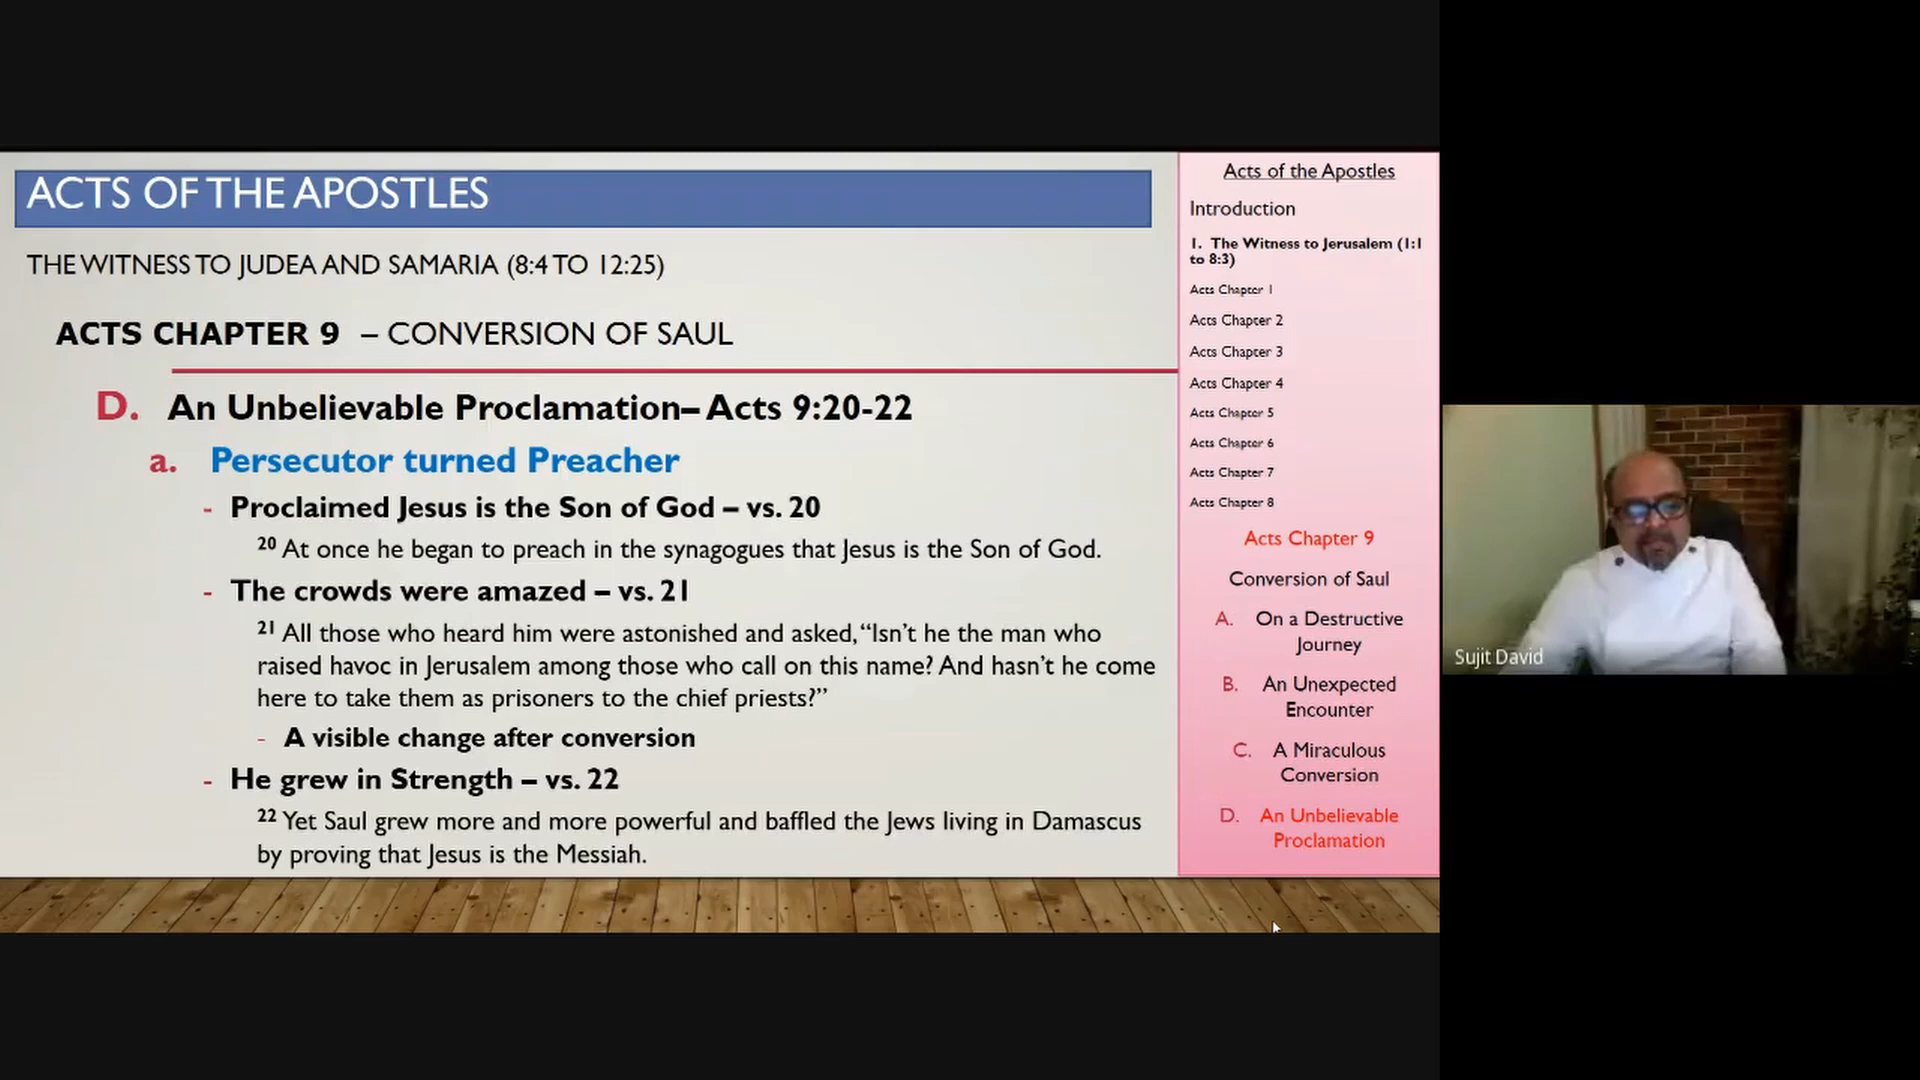 ACTS OF THE APOSTLES
THE WITNESS TO JUDEA AND SAMARIA (8:4 TO 12:25)
ACTS CHAPTER 9 – CONVERSION OF SAUL
D. An Unbelievable Proclamation– Acts 9:20-22
a. Persecutor turned Preacher
- Proclaimed Jesus is the Son of God – vs. 20
20 At once he began to preach in the synagogues that Jesus is the Son of God.
- The crowds were amazed – vs. 21
21 All those who heard him were astonished and asked, “Isn’t he the man who
raised havoc in Jerusalem among those who call on this name? And hasn’t he come
here to take them as prisoners to the chief priests?”
- A visible change after conversion
- He grew in Strength – vs. 22
22 Yet Saul grew more and more powerful and baffled the Jews living in Damascus
by proving that Jesus is the Messiah.
Acts of the Apostles
Introduction
1. The Witness to Jerusalem (1:1
to 8:3)
Acts Chapter 1
Acts Chapter 2
Acts Chapter 3
Acts Chapter 4
Acts Chapter 5
Acts Chapter 6
Acts Chapter 7
Acts Chapter 8
Acts Chapter 9
Conversion of Saul
A. On a Destructive
Journey
B. An Unexpected
Encounter
C. A Miraculous
Conversion
D. An Unbelievable
Proclamation
Sujit David